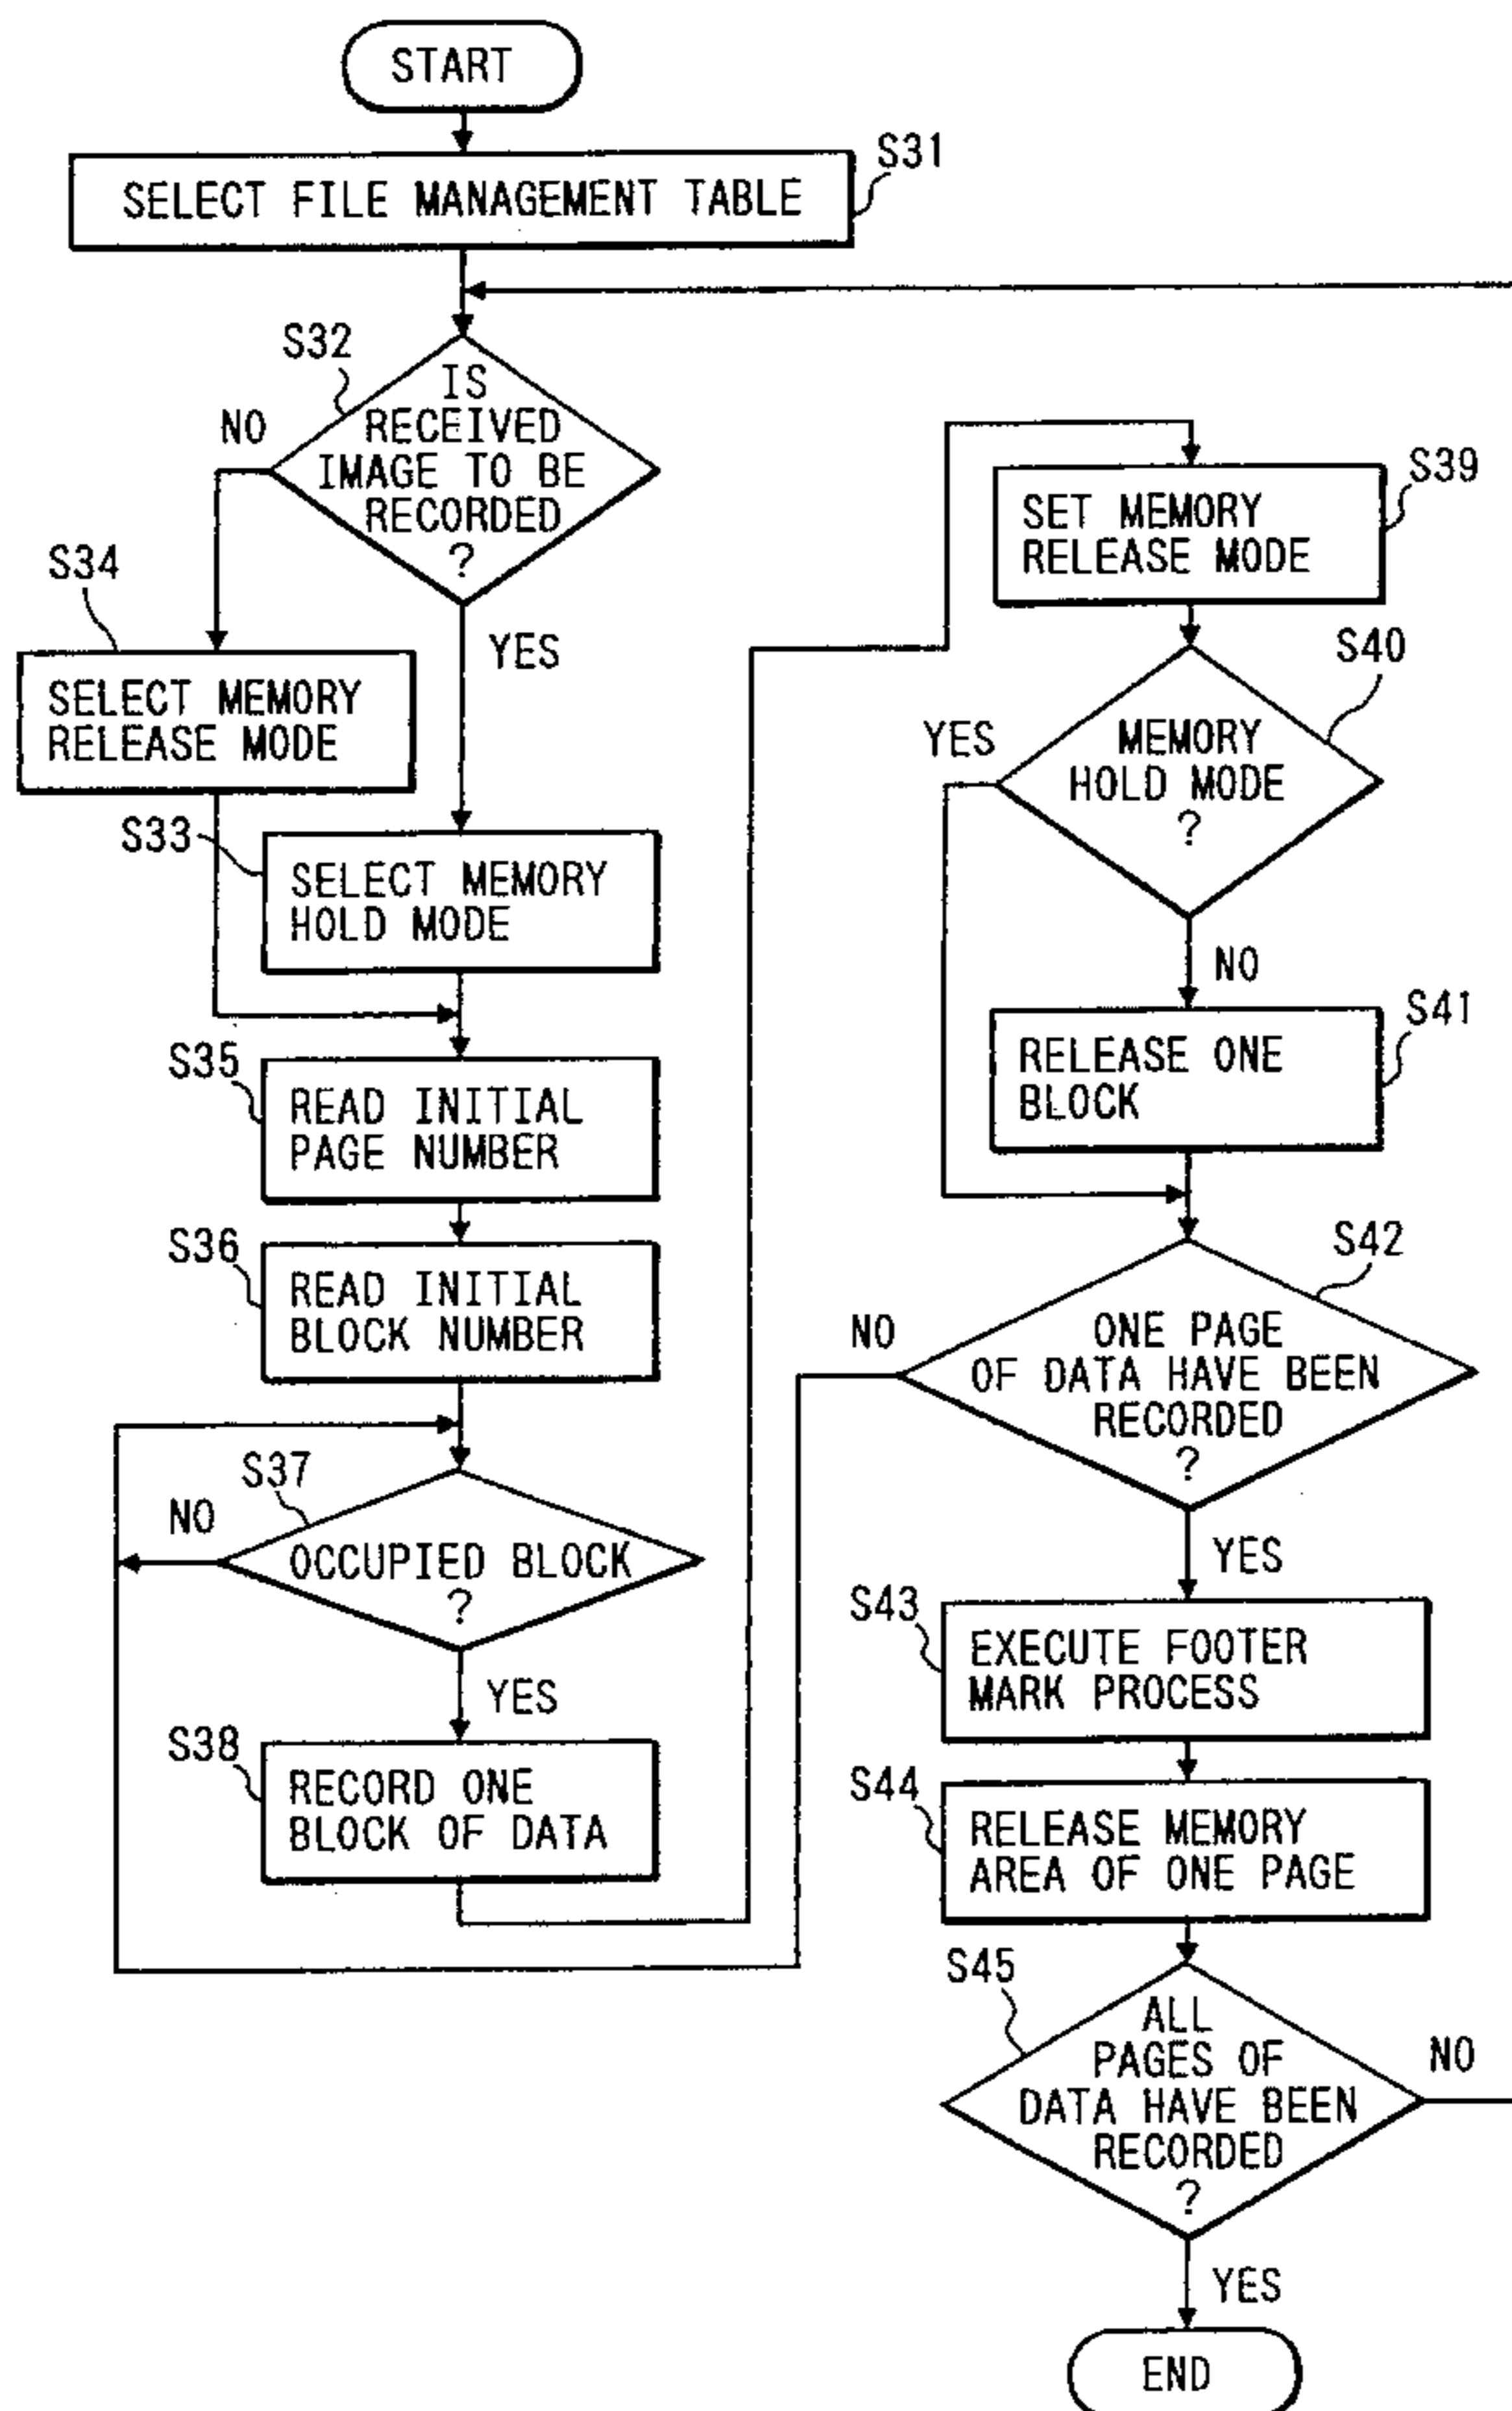 START
S31
SELECT FILE MANAGEMENT TABLE
S32
IS
RECEIVED
IMAGE TO BE
RECORDED
?
NO
YES
S34
SELECT MEMORY
RELEASE MODE
S33
SELECT MEMORY
HOLD MODE
S35
READ INITIAL
PAGE NUMBER
S36
READ INITIAL
BLOCK NUMBER
S37
NO
OCCUPIED BLOCK
?
YES
S38
RECORD ONE
BLOCK OF DATA
S39
SET MEMORY
RELEASE MODE
S40
YES
MEMORY
HOLD MODE
?
NO
S41
RELEASE ONE
BLOCK
S42
NO
ONE PAGE
OF DATA HAVE BEEN
RECORDED
?
YES
S43
EXECUTE FOOTER
MARK PROCESS
S44
RELEASE MEMORY
AREA OF ONE PAGE
S45
ALL
PAGES OF
DATA HAVE BEEN
RECORDED
?
NO
YES
END